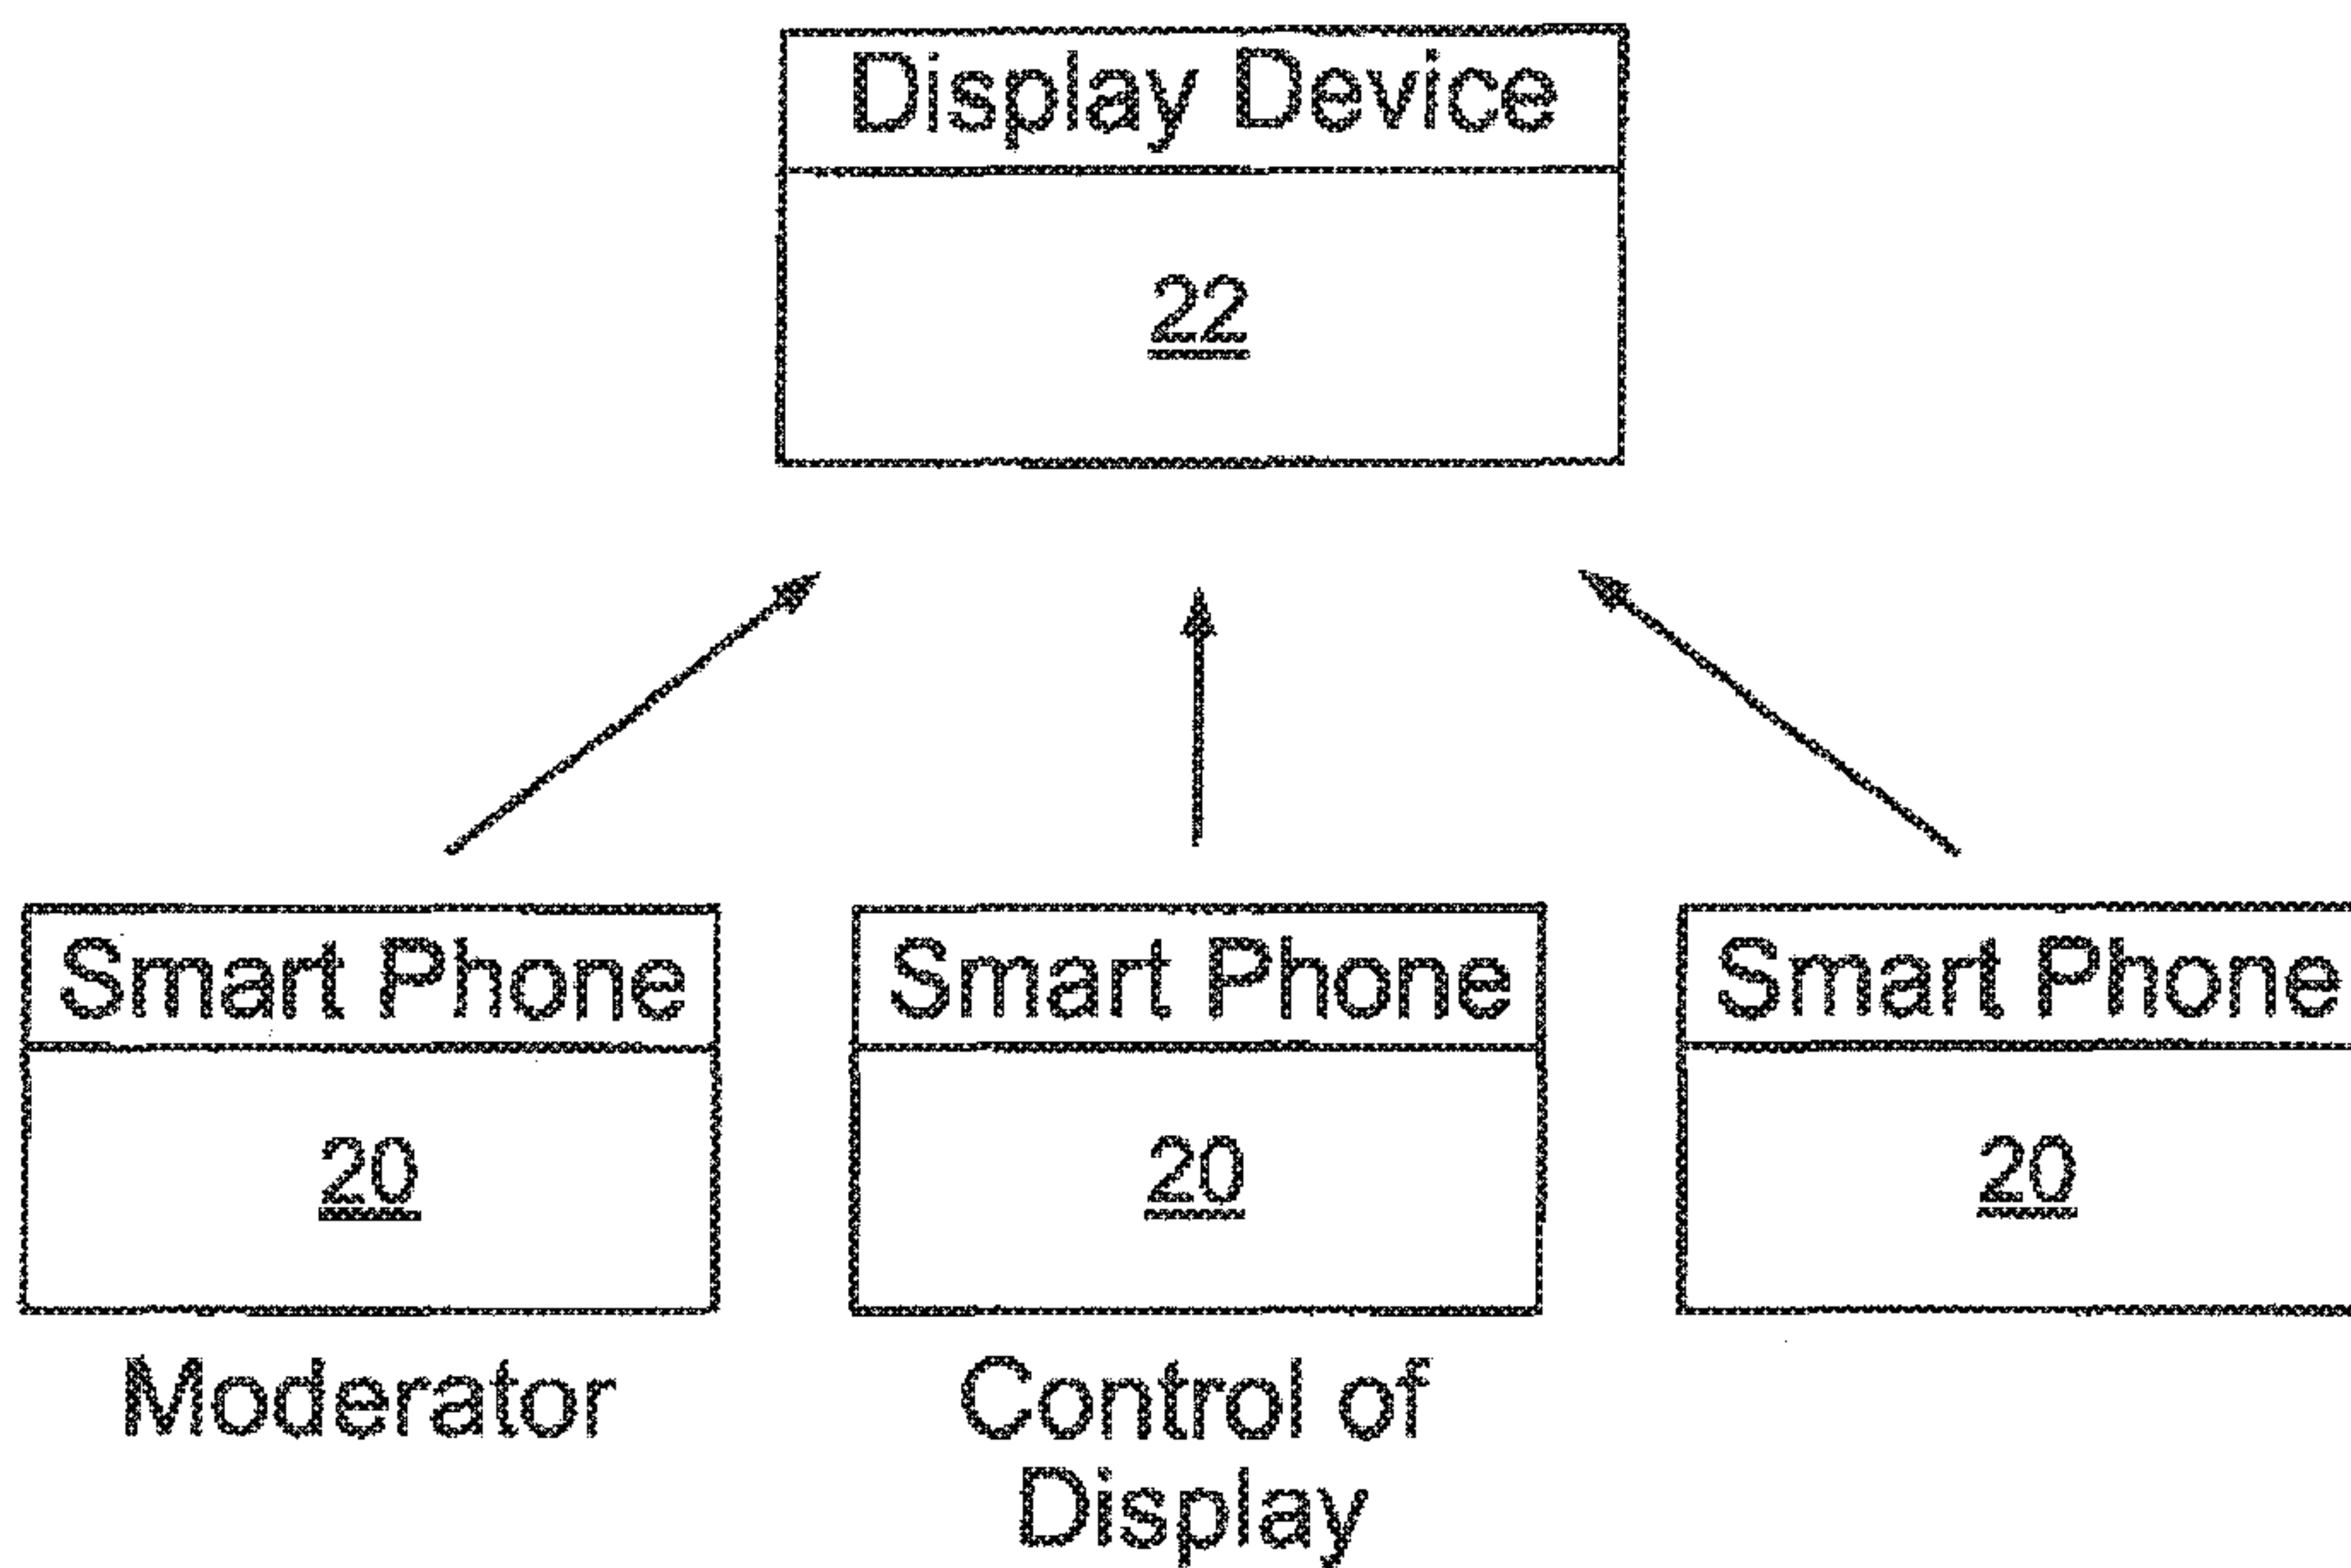 Display Device
22
Smart Phone Smart Phone Smart Phone
20 20 20
Moderator Control of
Display